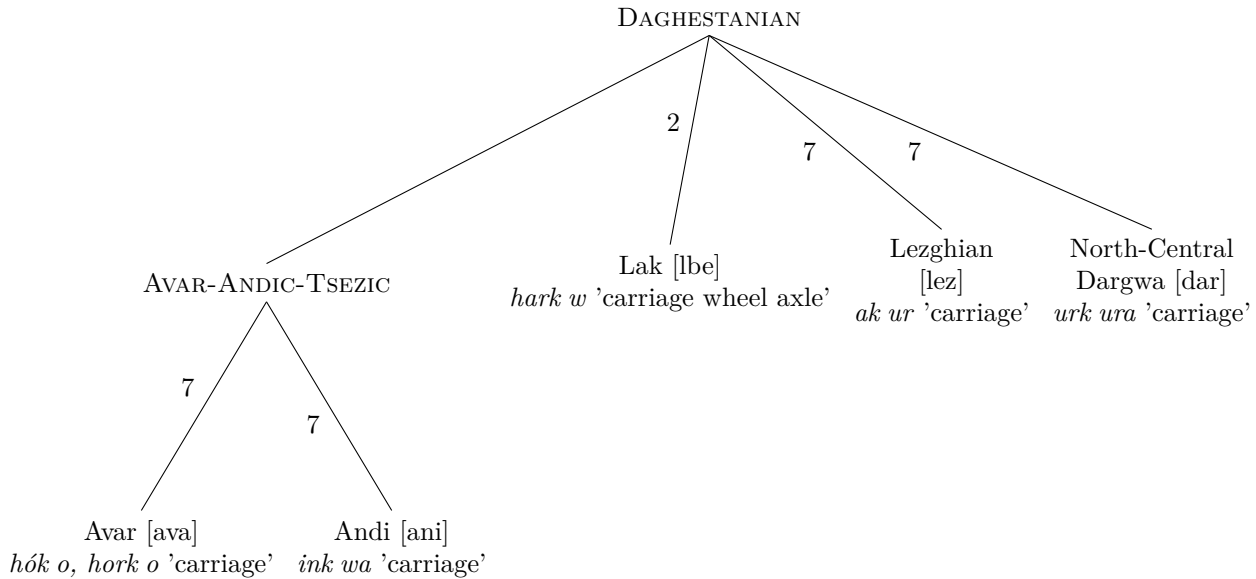 DAGHESTANIAN
2
7
7
AVAR-ANDIC-TSEZIC
Lak [lbe]
hark w 'carriage wheel axle'
Lezghian
[lez]
ak ur 'carriage'
North-Central
Dargwa [dar]
urk ura 'carriage'
7
7
Avar [ava]
hók o, hork o 'carriage'
Andi [ani]
ink wa 'carriage'